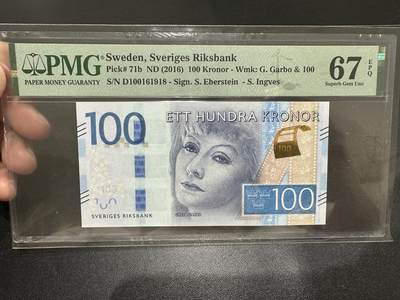 PMG
PAPER MONEY GUARANTY
Sweden, Sveriges Riksbank
Pick# 71b ND (2016) 100 Kronor - Wmk: G. Garbo & 100
S/N D100161918 - Sign. S. Eberstein - S. Ingves
67 EPQ
Superb Gem Unc
100
ETT HUNDRA KRONOR
100
SVERIGES RIKSBANK
100